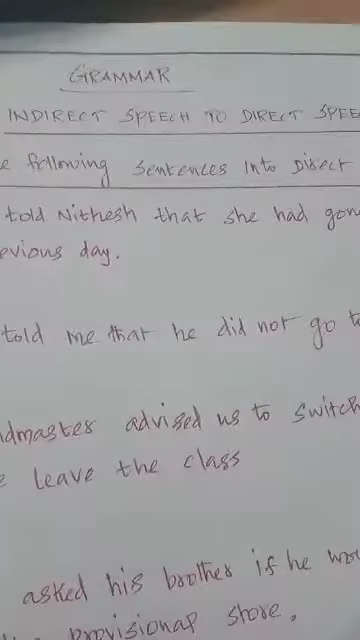 GRAMMAR
INDIRECT SPEECH TO DIRECT SPEE
following sentences into Direct
told Nithesh that she had gon
evious day.
told me that he did not go to
dmaster advised us to switch
leave the class
asked his brother if he wou
provisional store.